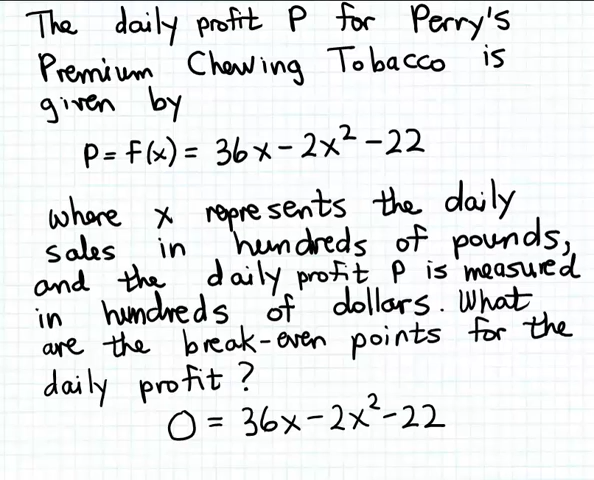 The daily profit P for Perry's
Premium Chewing Tobacco is
given by
P = f(x) = 36x - 2x² - 22
where x represents the daily
sales in hundreds of pounds,
and the daily profit P is measured
in hundreds of dollars. What
are the break-even points for the
daily profit?
0 = 36x - 2x² - 22